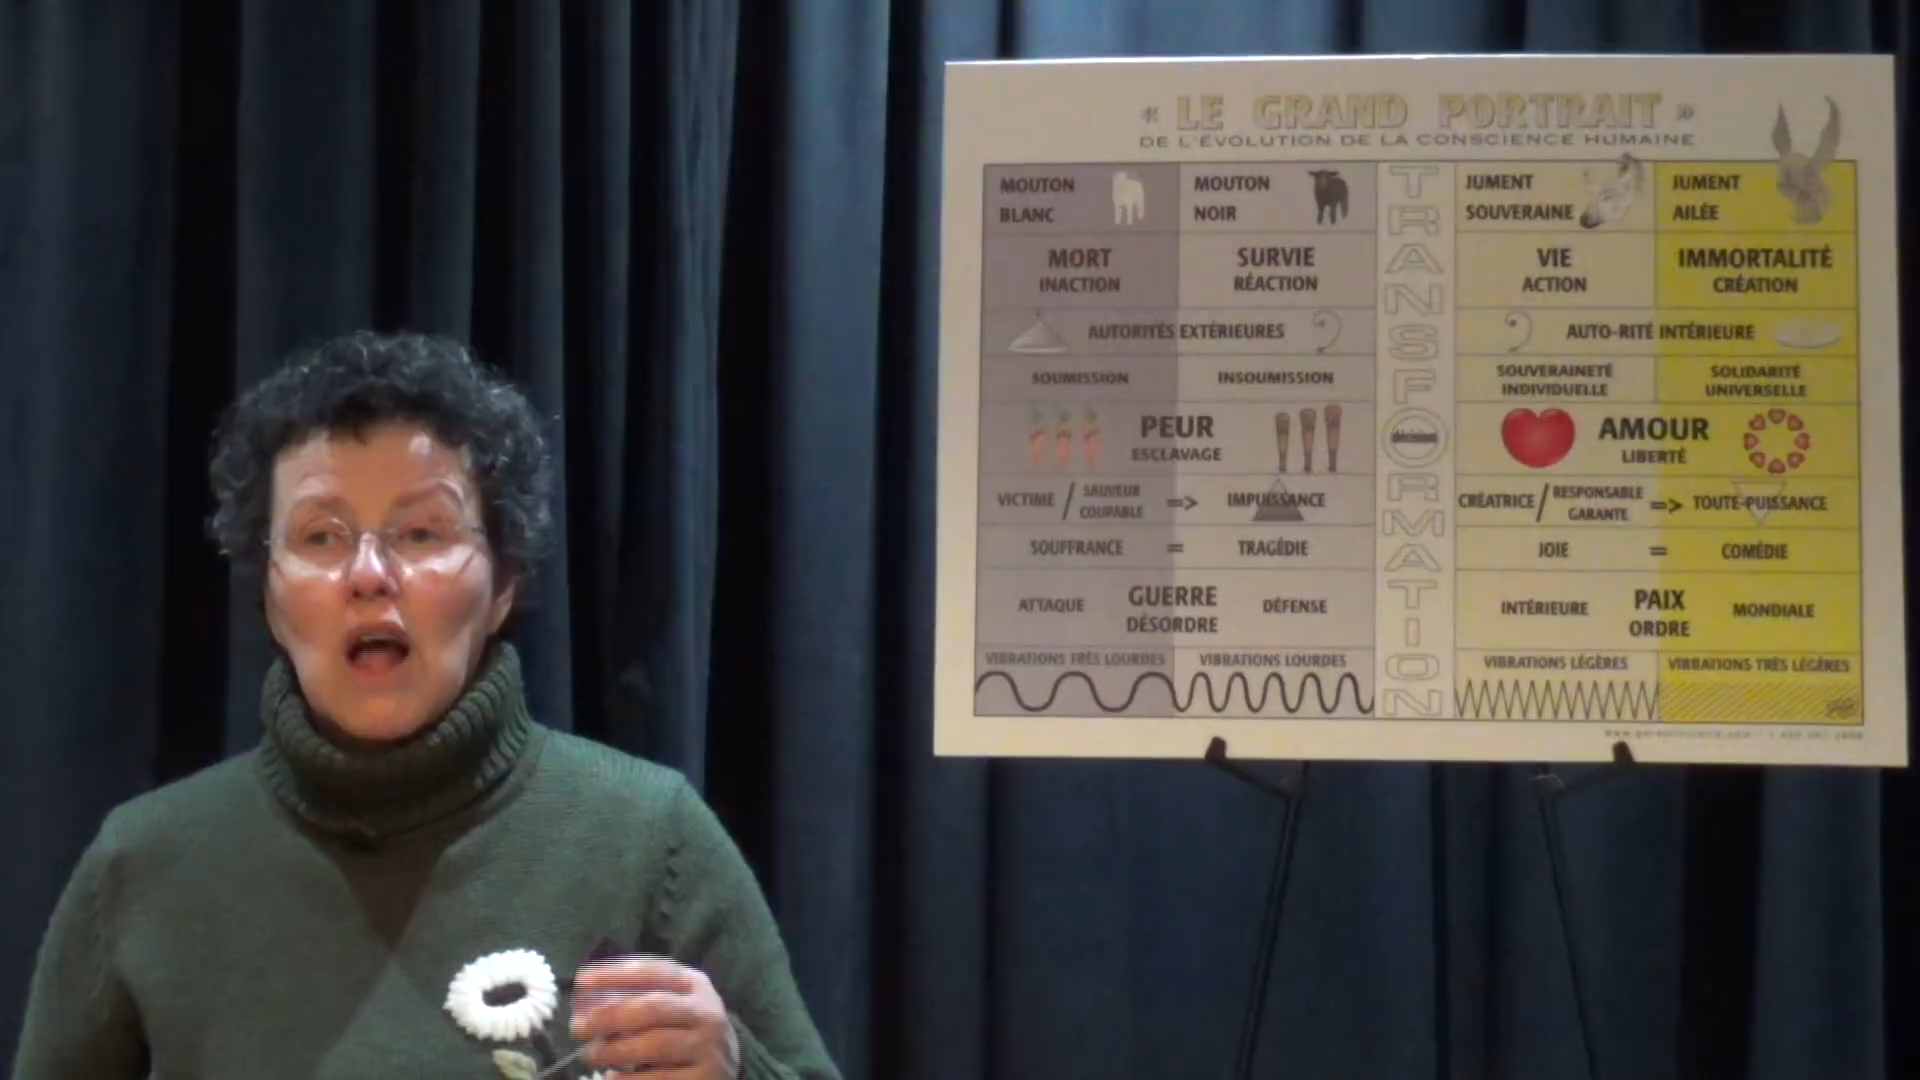 « LE GRAND PORTRAIT »
DE L'ÉVOLUTION DE LA CONSCIENCE HUMAINE
MOUTON BLANC
MOUTON NOIR
JUMENT SOUVERAINE
JUMENT AILÉE
TRANSFORMATION
décision
MORT
INACTION
SURVIE
RÉACTION
VIE
ACTION
IMMORTALITÉ
CRÉATION
AUTORITÉS EXTÉRIEURES
AUTO-RITÉ INTÉRIEURE
SOUMISSION
INSOUMISSION
SOUVERAINETÉ
INDIVIDUELLE
SOLIDARITÉ
UNIVERSELLE
PEUR
ESCLAVAGE
AMOUR
LIBERTÉ
VICTIME / SAUVEUR COUPABLE => IMPUISSANCE
CRÉATRICE / RESPONSABLE GARANTE => TOUTE-PUISSANCE
SOUFFRANCE = TRAGÉDIE
JOIE = COMÉDIE
ATTAQUE
GUERRE
DÉSORDRE
DÉFENSE
INTÉRIEURE
PAIX
ORDRE
MONDIALE
VIBRATIONS TRÈS LOURDES
VIBRATIONS LOURDES
VIBRATIONS LÉGÈRES
VIBRATIONS TRÈS LÉGÈRES